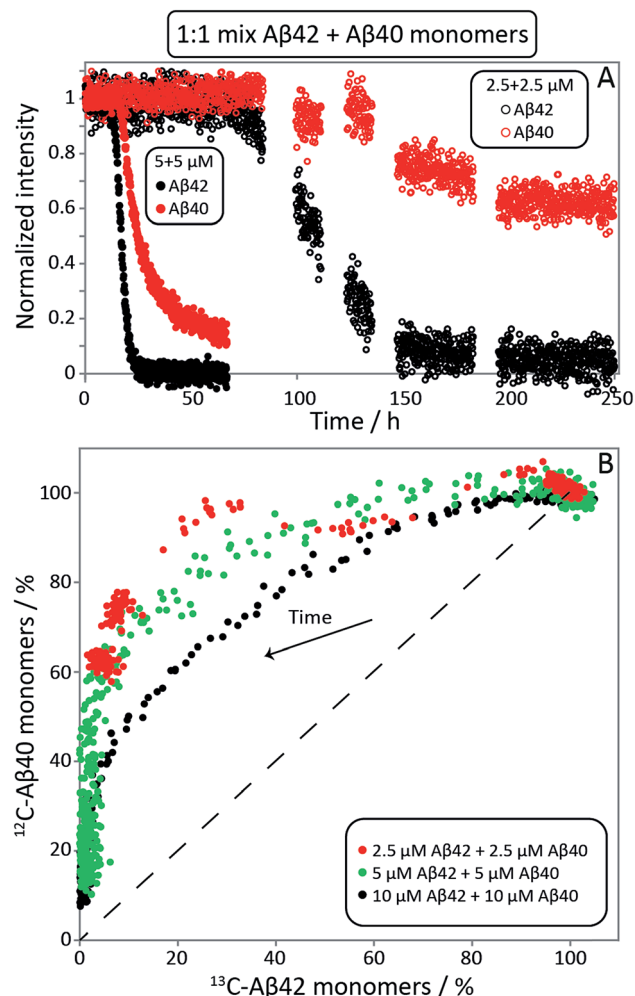 1:1 mix Aβ42 + Aβ40 monomers
A
Normalized intensity
1
0.8
0.6
0.4
0.2
0
5+5 µM
Aβ42
Aβ40
2.5+2.5 µM
Aβ42
Aβ40
0 50 100 150 200 250
Time / h
B
¹²C-Aβ40 monomers / %
100
80
60
40
20
0
Time
2.5 µM Aβ42 + 2.5 µM Aβ40
5 µM Aβ42 + 5 µM Aβ40
10 µM Aβ42 + 10 µM Aβ40
0 20 40 60 80 100
¹³C-Aβ42 monomers / %